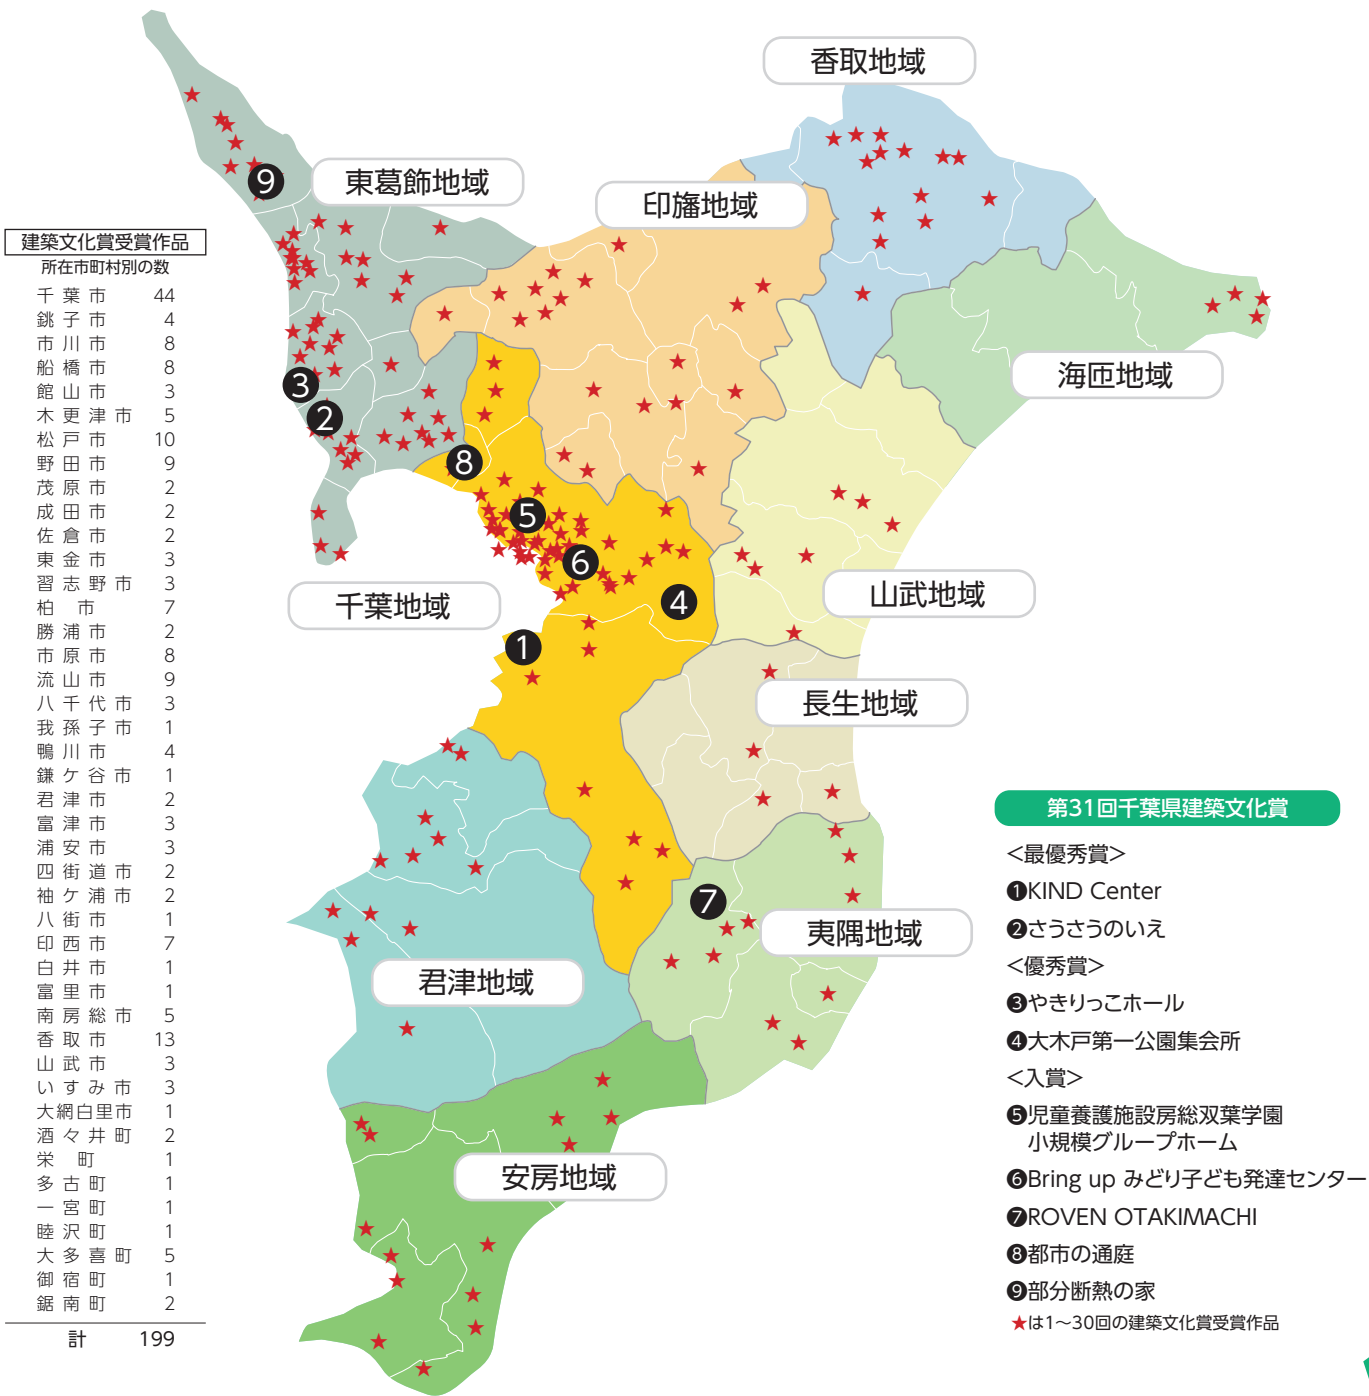 香取地域
東葛飾地域
印旛地域
海匝地域
千葉地域
山武地域
長生地域
夷隅地域
君津地域
安房地域
9
3
2
8
5
6
4
1
7
建築文化賞受賞作品
所在市町村別の数
千葉市 44
銚子市 4
市川市 8
船橋市 8
館山市 3
木更津市 5
松戸市 10
野田市 9
茂原市 2
成田市 2
佐倉市 2
東金市 3
習志野市 3
柏市 7
勝浦市 2
市原市 8
流山市 9
八千代市 3
我孫子市 1
鴨川市 4
鎌ケ谷市 1
君津市 2
富津市 3
浦安市 3
四街道市 2
袖ケ浦市 2
八街市 1
印西市 7
白井市 1
富里市 1
南房総市 5
香取市 13
山武市 3
いすみ市 3
大網白里市 1
酒々井町 2
栄町 1
多古町 1
一宮町 1
睦沢町 1
大多喜町 5
御宿町 1
鋸南町 2
計 199
第31回千葉県建築文化賞
<最優秀賞>
❶KIND Center
❷さうさうのいえ
<優秀賞>
❸やきりっこホール
❹大木戸第一公園集会所
<入賞>
❺児童養護施設房総双葉学園
小規模グループホーム
❻Bring up みどり子ども発達センター
❼ROVEN OTAKIMACHI
❽都市の通庭
❾部分断熱の家
★は1～30回の建築文化賞受賞作品